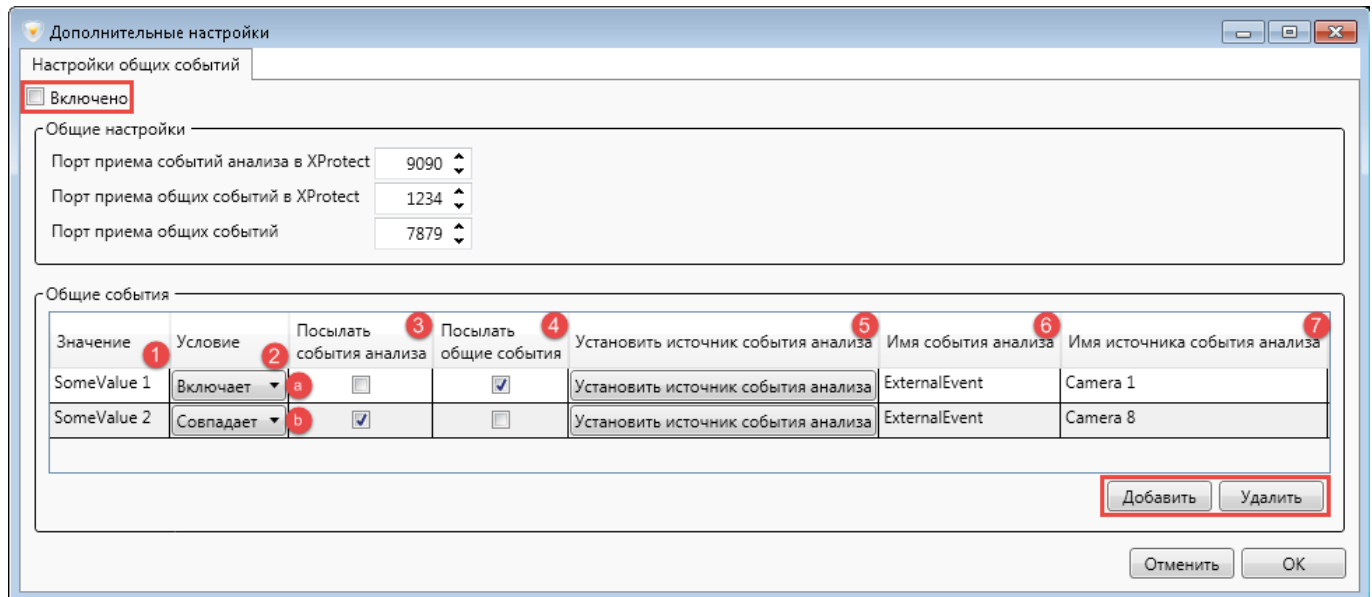 Дополнительные настройки
Настройки общих событий
Включено
Общие настройки
Порт приема событий анализа в XProtect 9090
Порт приема общих событий в XProtect 1234
Порт приема общих событий 7879
Общие события
Значение 1 Условие 2 Посылать события анализа 3 Посылать общие события 4 Установить источник события анализа 5 Имя события анализа 6 Имя источника события анализа 7
SomeValue 1 Включает a Установить источник события анализа ExternalEvent Camera 1
SomeValue 2 Совпадает b Установить источник события анализа ExternalEvent Camera 8
Добавить Удалить
Отменить OK